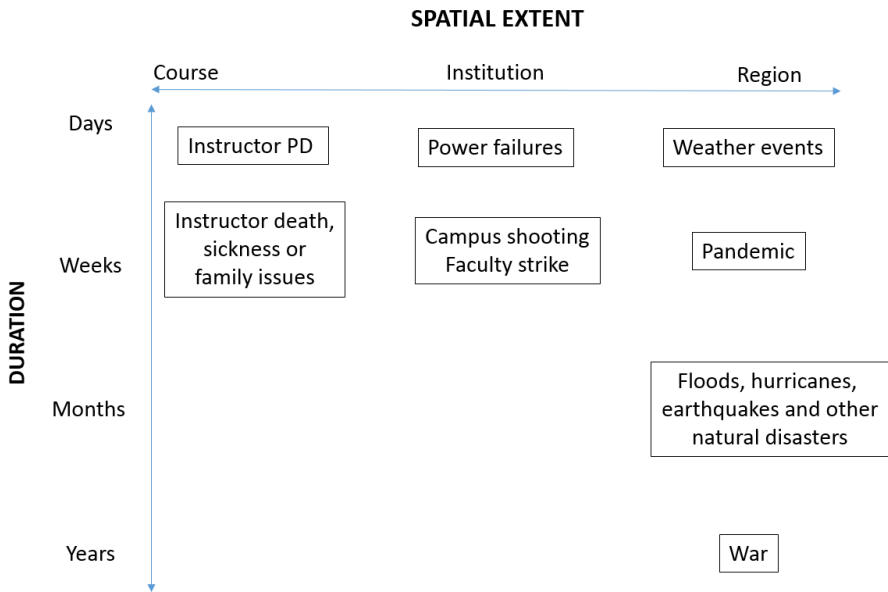 SPATIAL EXTENT
Course
Institution
Region
Days
Instructor PD
Power failures
Weather events
DURATION
Weeks
Instructor death,
sickness or
family issues
Campus shooting
Faculty strike
Pandemic
Months
Floods, hurricanes,
earthquakes and other
natural disasters
Years
War